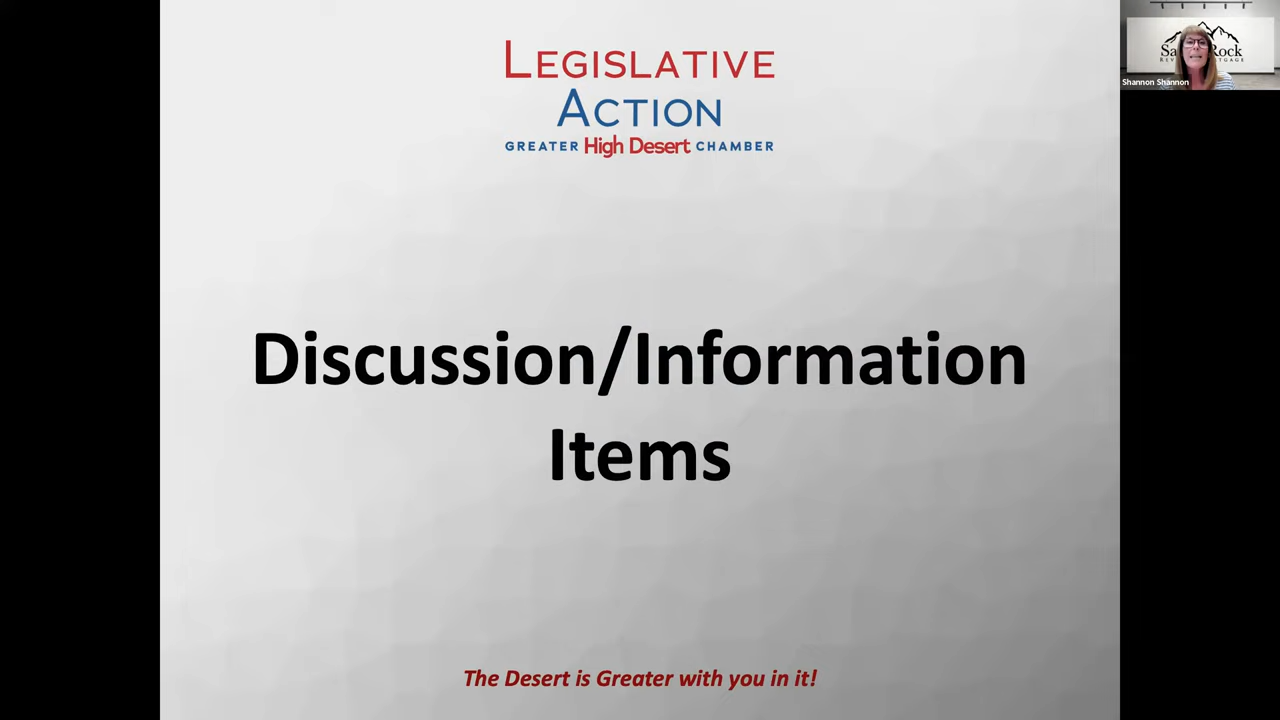 LEGISLATIVE
ACTION
GREATER High Desert CHAMBER
Discussion/Information
Items
The Desert is Greater with you in it!
Rock
Shannon Shannon